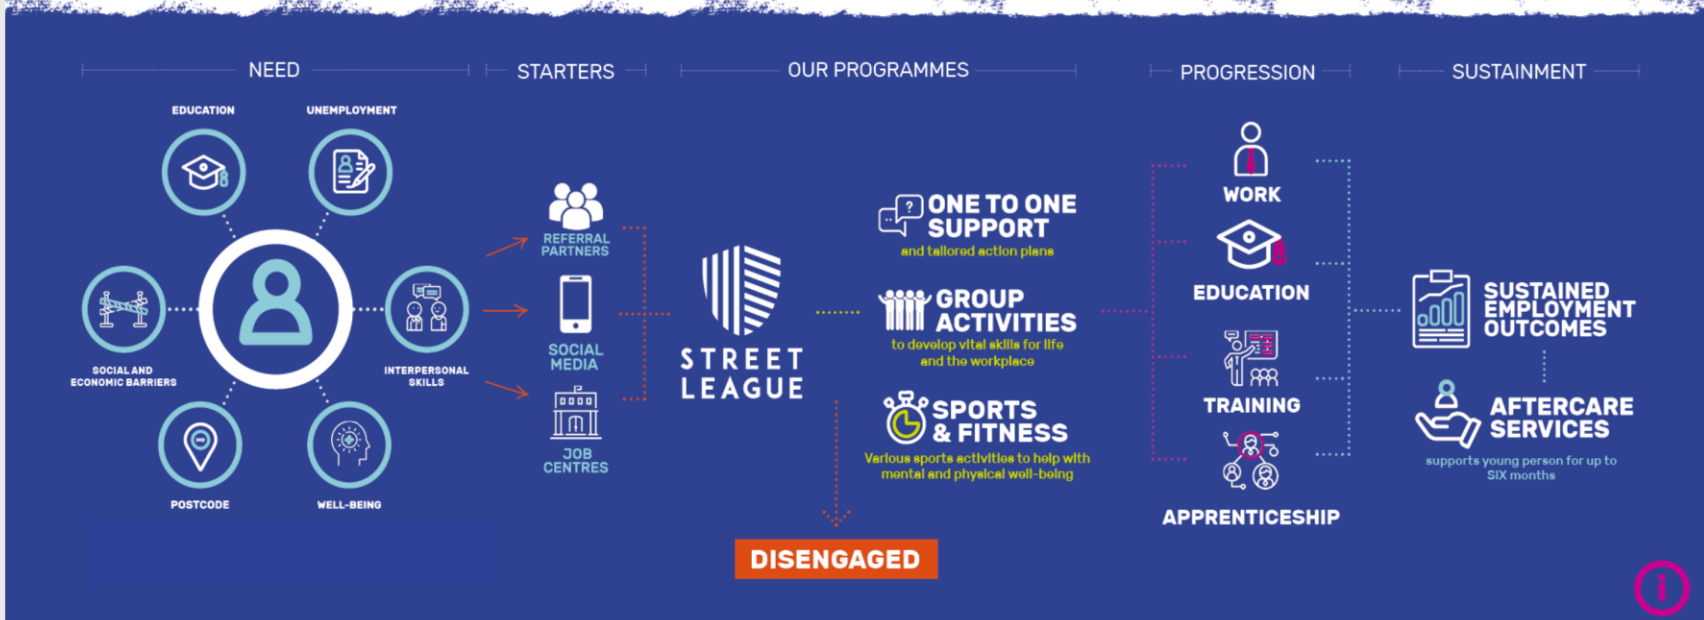 NEED
STARTERS
OUR PROGRAMMES
PROGRESSION
SUSTAINMENT
EDUCATION
UNEMPLOYMENT
SOCIAL AND
ECONOMIC BARRIERS
INTERPERSONAL
SKILLS
POSTCODE
WELL-BEING
REFERRAL
PARTNERS
SOCIAL
MEDIA
JOB
CENTRES
STREET
LEAGUE
DISENGAGED
ONE TO ONE
SUPPORT
and tailored action plans
GROUP
ACTIVITIES
to develop vital skills for life
and the workplace
SPORTS
& FITNESS
Various sports activities to help with
mental and physical well-being
WORK
EDUCATION
TRAINING
APPRENTICESHIP
SUSTAINED
EMPLOYMENT
OUTCOMES
AFTERCARE
SERVICES
supports young person for up to
SIX months
i